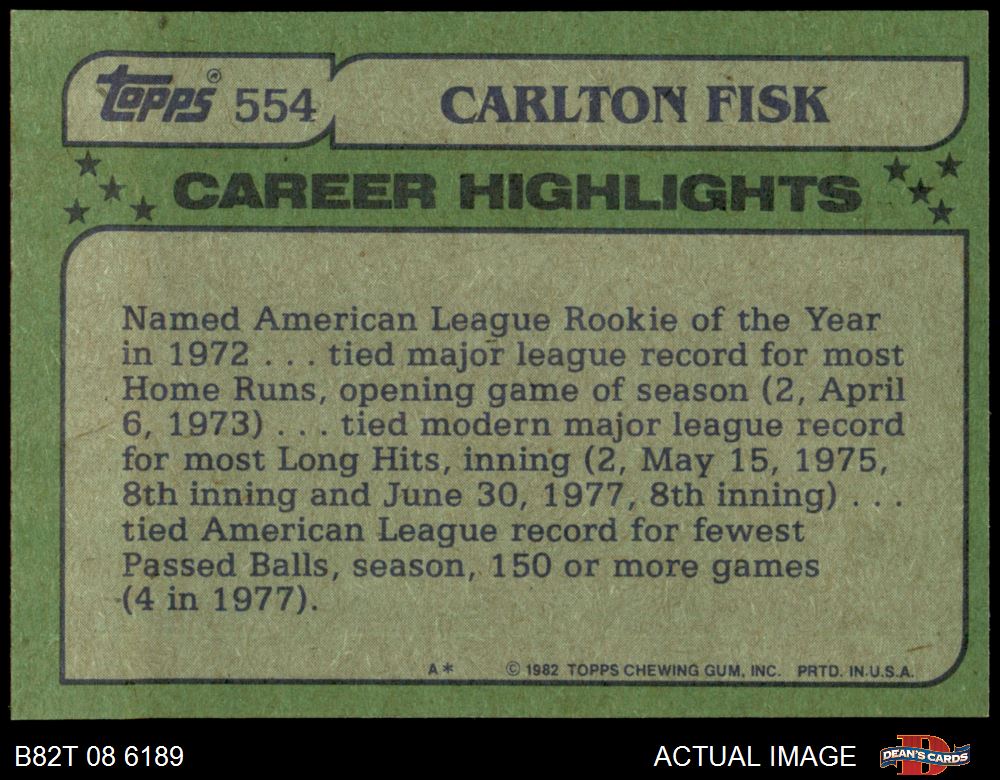 topps® 554 CARLTON FISK
CAREER HIGHLIGHTS
Named American League Rookie of the Year
in 1972 . . . tied major league record for most
Home Runs, opening game of season (2, April
6, 1973) . . . tied modern major league record
for most Long Hits, inning (2, May 15, 1975,
8th inning and June 30, 1977, 8th inning) . . .
tied American League record for fewest
Passed Balls, season, 150 or more games
(4 in 1977).
A* © 1982 TOPPS CHEWING GUM, INC. PRTD. IN U.S.A.
B82T 08 6189 ACTUAL IMAGE D DEAN'S CARDS